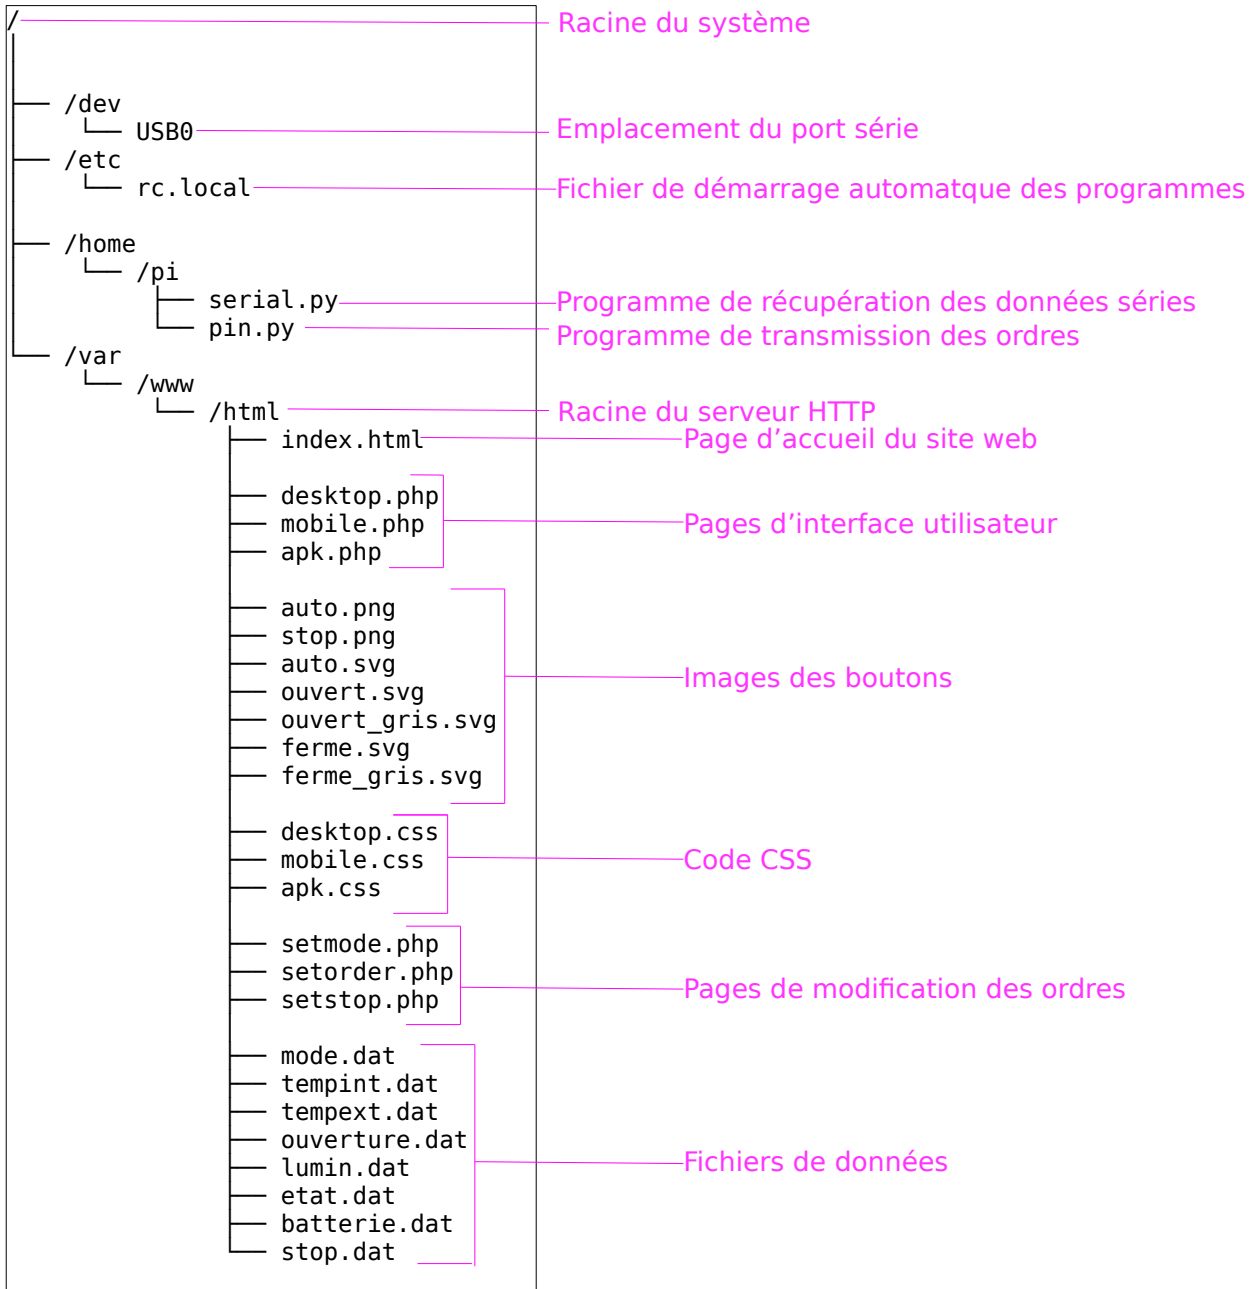 / Racine du système
/dev
USB0 Emplacement du port série
/etc
rc.local Fichier de démarrage automatque des programmes
/home
/pi
serial.py Programme de récupération des données séries
pin.py Programme de transmission des ordres
/var
/www
/html Racine du serveur HTTP
index.html Page d’accueil du site web
desktop.php
mobile.php Pages d’interface utilisateur
apk.php
auto.png
stop.png
auto.svg Images des boutons
ouvert.svg
ouvert_gris.svg
ferme.svg
ferme_gris.svg
desktop.css
mobile.css Code CSS
apk.css
setmode.php
setorder.php
setstop.php Pages de modification des ordres
mode.dat
tempint.dat
tempext.dat
ouverture.dat
lumin.dat Fichiers de données
etat.dat
batterie.dat
stop.dat